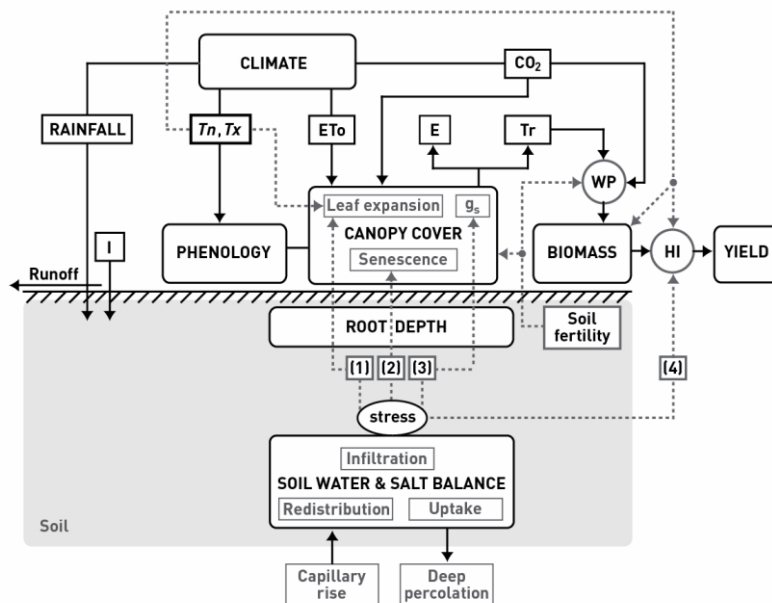 CLIMATE
CO₂
RAINFALL
Tn, Tx
ETo
E
Tr
WP
Leaf expansion
gs
CANOPY COVER
Senescence
PHENOLOGY
I
BIOMASS
HI
YIELD
Runoff
ROOT DEPTH
Soil
fertility
(1)
(2)
(3)
(4)
stress
Infiltration
SOIL WATER & SALT BALANCE
Redistribution
Uptake
Soil
Capillary
rise
Deep
percolation